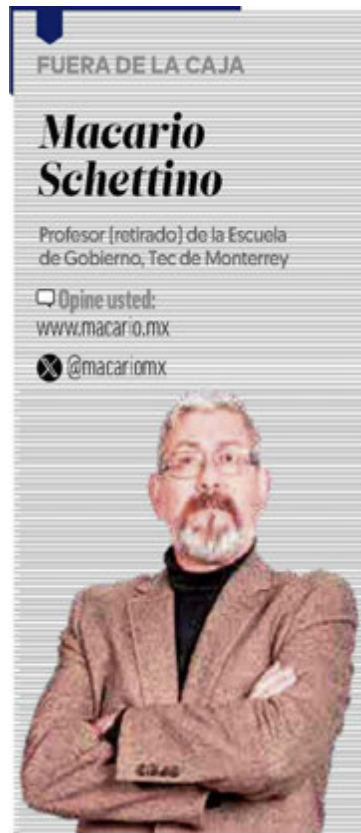 FUERA DE LA CAJA
Macario
Schettino
Profesor (retirado) de la Escuela
de Gobierno, Tec de Monterrey
Opine usted:
www.macario.mx
@macariomx